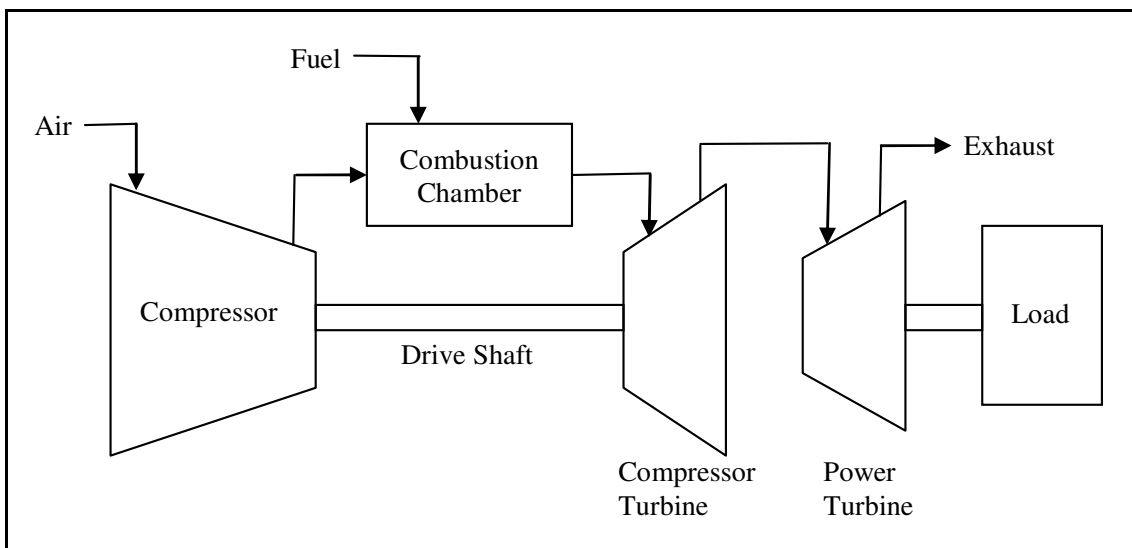 Fuel
Air
Combustion
Chamber
Exhaust
Compressor
Load
Drive Shaft
Compressor
Turbine
Power
Turbine